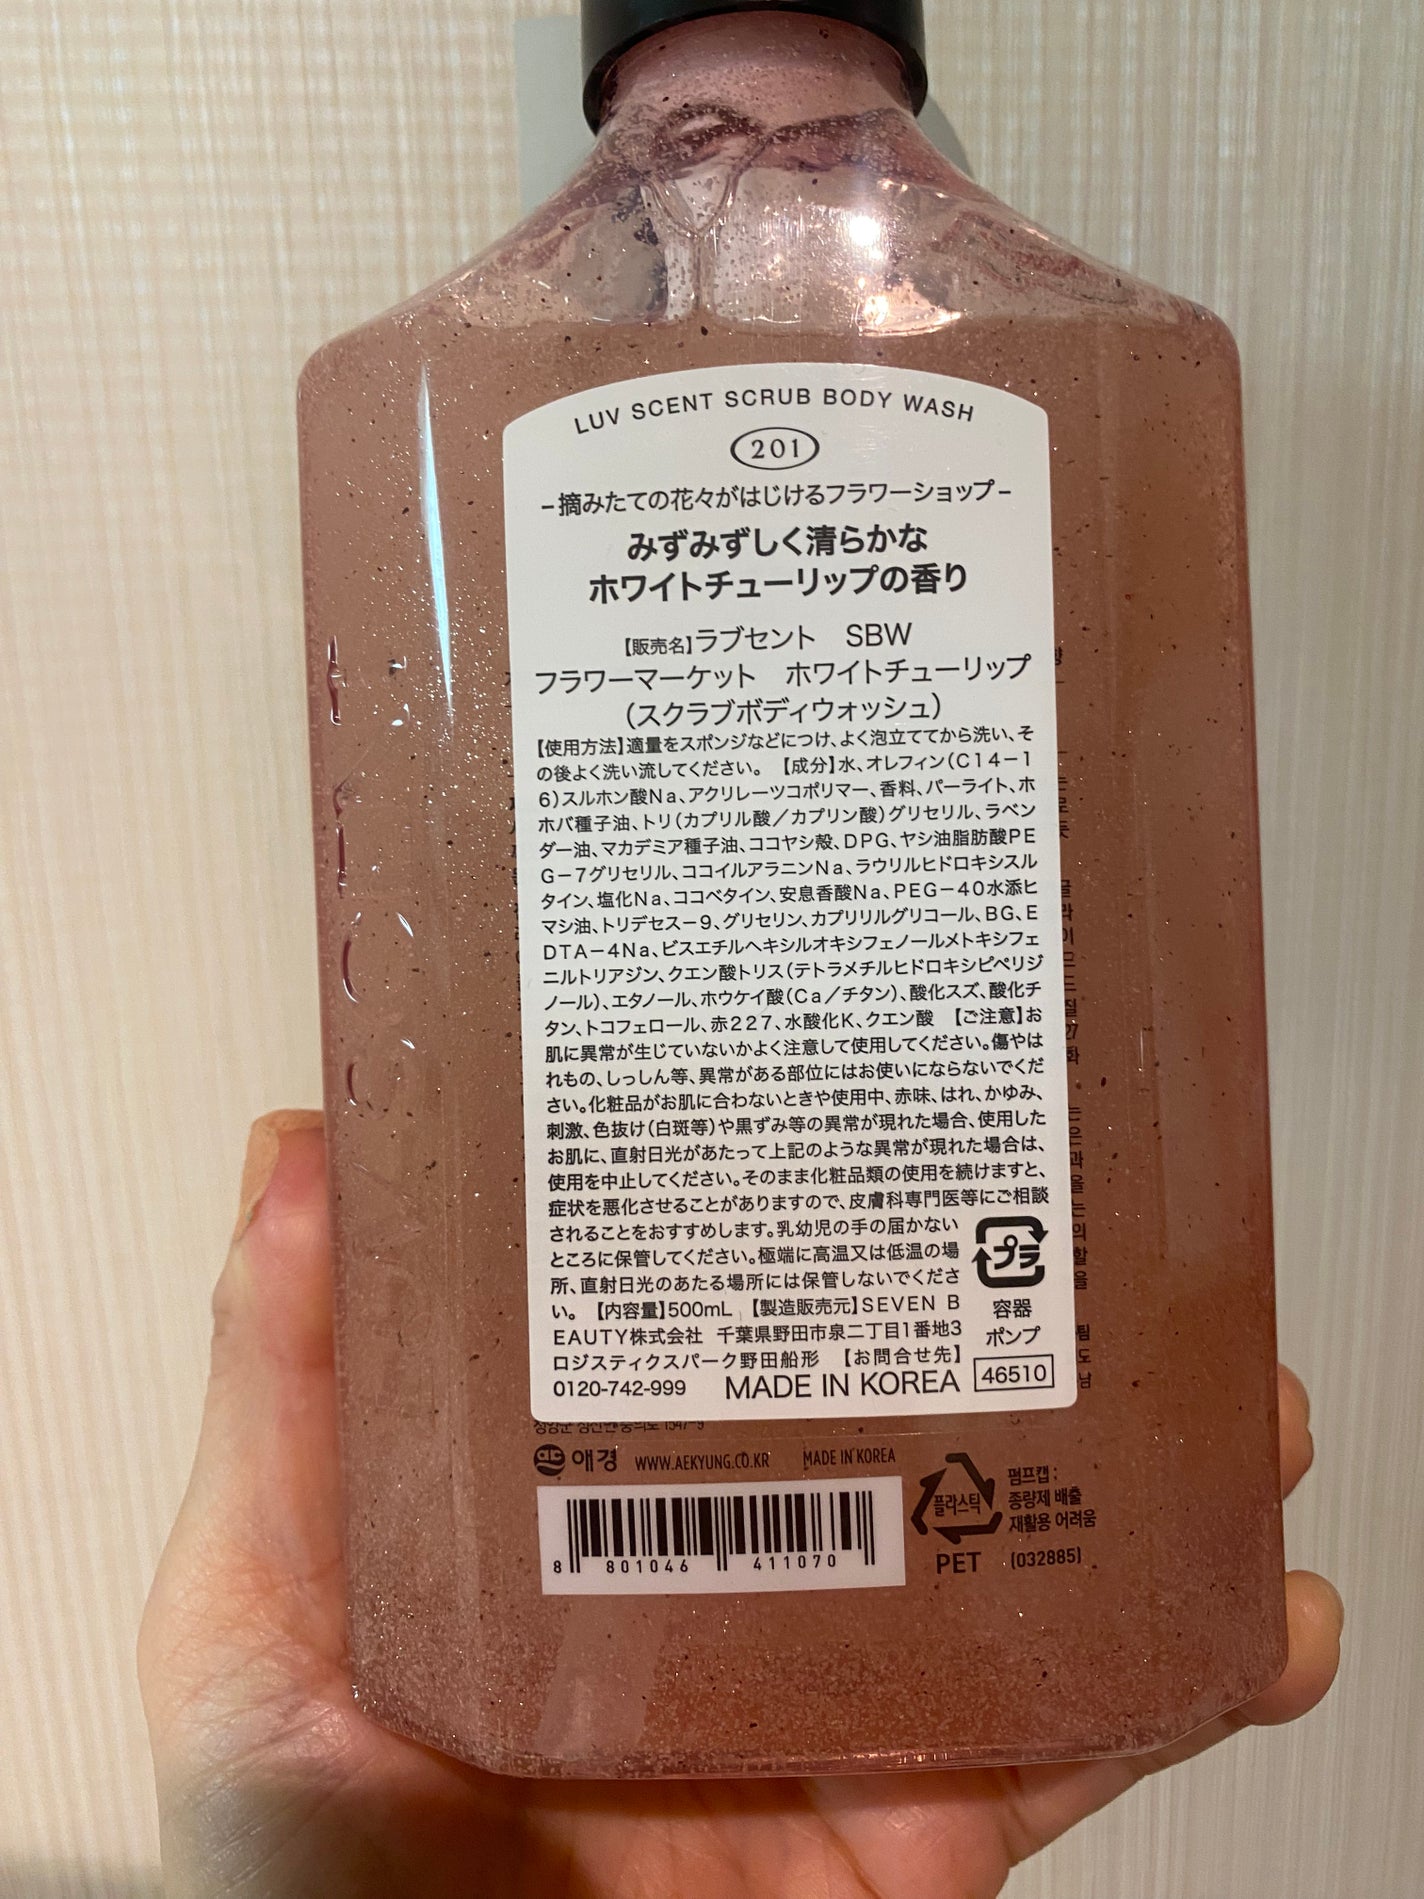 LUV SCENT SCRUB BODY WASH
201
-摘みたての花々がはじけるフラワーショップ-
みずみずしく清らかな
ホワイトチューリップの香り
【販売名】ラブセント SBW
フラワーマーケット ホワイトチューリップ
(スクラブボディウォッシュ)
【使用方法】適量をスポンジなどにつけ、よく泡立ててから洗い、そ
の後よく洗い流してください。 【成分】水、オレフィン(C14-1
6)スルホン酸Na、アクリレーツコポリマー、香料、パーライト、ホ
ホバ種子油、トリ(カプリル酸/カプリン酸)グリセリル、ラベン
ダー油、マカデミア種子油、ココヤシ殻、DPG、ヤシ油脂肪酸PE
G-7グリセリル、ココイルアラニンNa、ラウリルヒドロキシスル
タイン、塩化Na、ココベタイン、安息香酸Na、PEG-40水添ヒ
マシ油、トリデセス-9、グリセリン、カプリリルグリコール、BG、E
DTA-4Na、ビスエチルヘキシルオキシフェノールメトキシフェ
ニルトリアジン、クエン酸トリス(テトラメチルヒドロキシピペリジ
ノール)、エタノール、ホウケイ酸(Ca/チタン)、酸化スズ、酸化チ
タン、トコフェロール、赤227、水酸化K、クエン酸 【ご注意】お
肌に異常が生じていないかよく注意して使用してください。傷やは
れもの、しっしん等、異常がある部位にはお使いにならないでくだ
さい。化粧品がお肌に合わないときや使用中、赤味、はれ、かゆみ、
刺激、色抜け(白斑等)や黒ずみ等の異常が現れた場合、使用した
お肌に、直射日光があたって上記のような異常が現れた場合は、
使用を中止してください。そのまま化粧品類の使用を続けますと、
症状を悪化させることがありますので、皮膚科専門医等にご相談
されることをおすすめします。乳幼児の手の届かない
ところに保管してください。極端に高温又は低温の場
所、直射日光のあたる場所には保管しないでくださ
い。 【内容量】500mL 【製造販売元】SEVEN B
EAUTY株式会社 千葉県野田市泉二丁目1番地3
ロジスティクスパーク野田船形 【お問合せ先】
0120-742-999 MADE IN KOREA
プラ
容器
ポンプ
46510
애경 WWW.AEKYUNG.CO.KR MADE IN KOREA
8 801046 411070
플라스틱
PET
펌프캡 :
종량제 배출
재활용 어려움
(032885)